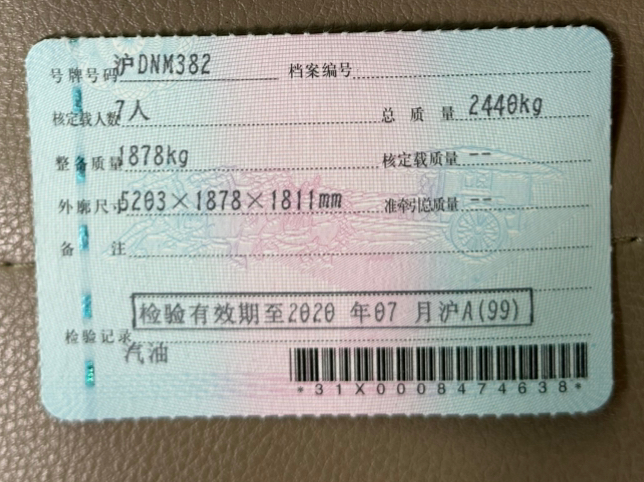 号牌号码 沪DNM382 档案编号
核定载人数 7人 总质量 2440kg
整备质量 1878kg 核定载质量 --
外廓尺寸 5203×1878×1811mm 准牵引总质量 --
备注
检验有效期至2020 年07 月沪A(99)
检验记录
汽油
*31X0008474638*